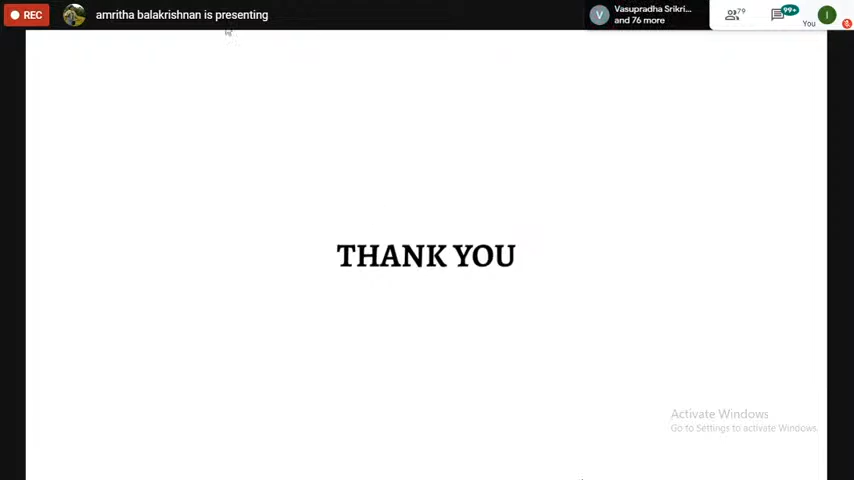 REC
amritha balakrishnan is presenting
V
Vasupradha Srikri...
and 76 more
79
99+
You
I
THANK YOU
Activate Windows
Go to Settings to activate Windows.